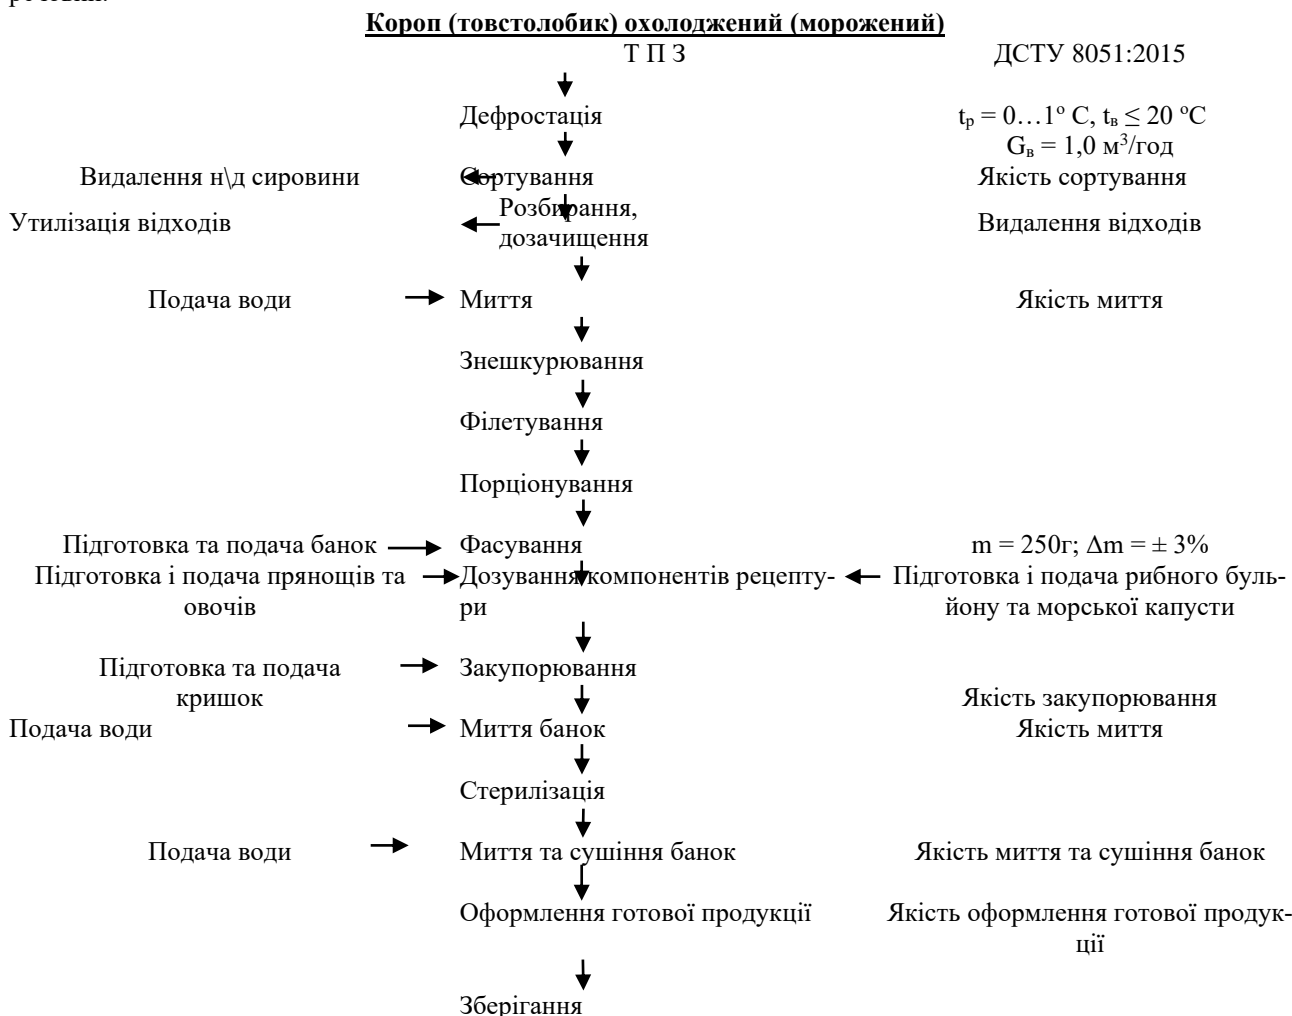 Короп (товстолобик) охолоджений (морожений)
Т П З ДСТУ 8051:2015
Дефростація tр = 0…1º С, tв ≤ 20 ºС
Gв = 1,0 м³/год
Видалення н\д сировини Сортування Якість сортування
Розбирання,
Утилізація відходів Видалення відходів
дозачищення
Подача води Миття Якість миття
Знешкурювання
Філетування
Порціонування
Підготовка та подача банок Фасування m = 250г; Δm = ± 3%
Підготовка і подача прянощів та Дозування компонентів рецепту- Підготовка і подача рибного буль-
овочів ри йону та морської капусти
Підготовка та подача Закупорювання
кришок Якість закупорювання
Подача води Миття банок Якість миття
Стерилізація
Подача води Миття та сушіння банок Якість миття та сушіння банок
Оформлення готової продукції Якість оформлення готової продук-
ції
Зберігання